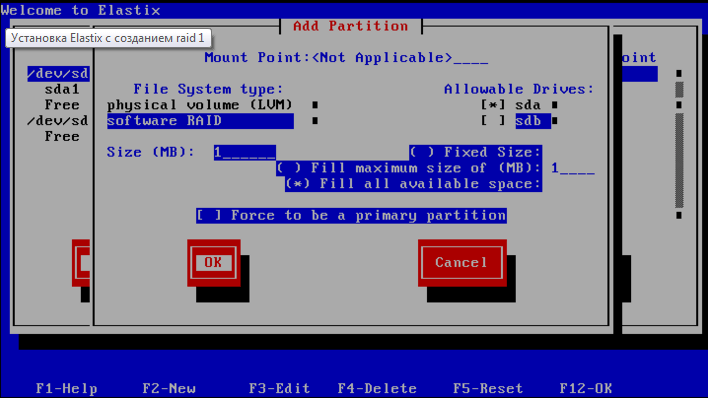 Welcome to Elastix
Установка Elastix с созданием raid 1
Add Partition
Mount Point:<Not Applicable>____
oint
/dev/sd
sda1
Free
/dev/sd
Free
File System type:
Allowable Drives:
physical volume (LVM)
[*] sda
software RAID
[ ] sdb
Size (MB):
1______
( ) Fixed Size:
( ) Fill maximum size of (MB): 1____
(*) Fill all available space:
[ ] Force to be a primary partition
OK
Cancel
F1-Help F2-New F3-Edit F4-Delete F5-Reset F12-OK